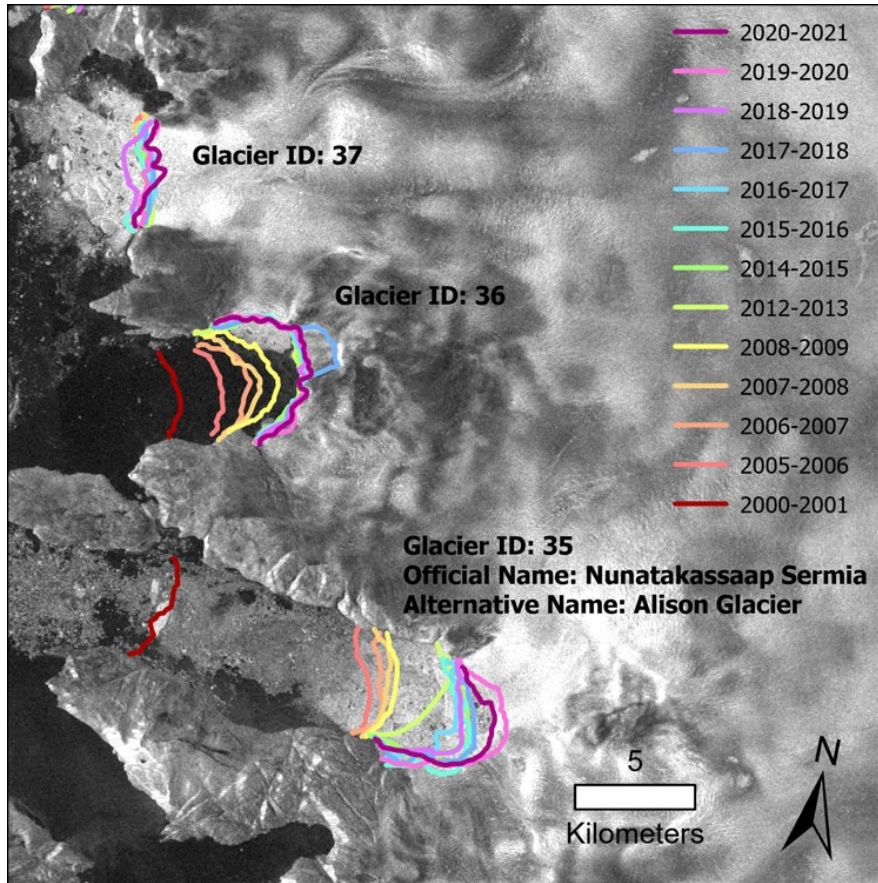 2020-2021
2019-2020
2018-2019
2017-2018
2016-2017
2015-2016
2014-2015
2012-2013
2008-2009
2007-2008
2006-2007
2005-2006
2000-2001
Glacier ID: 37
Glacier ID: 36
Glacier ID: 35
Official Name: Nunatakassaap Sermia
Alternative Name: Alison Glacier
5
Kilometers
N